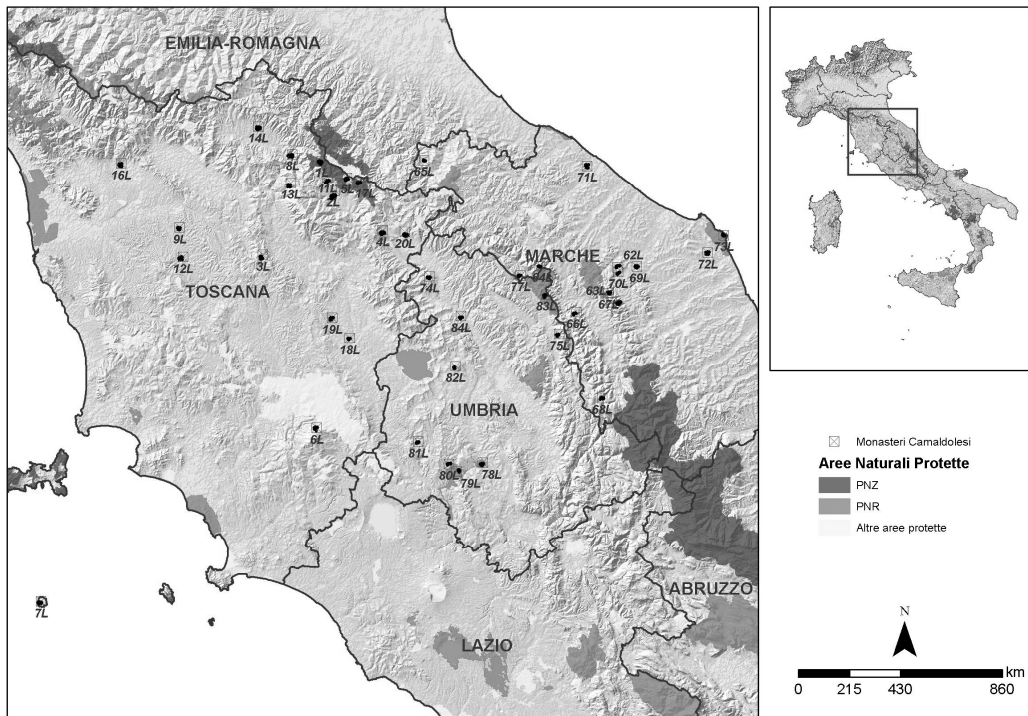 EMILIA-ROMAGNA
14L
8L
1L
65L
16L
71L
11L
5L
13L
2L
9L
4L
20L
73L
MARCHE
62L
72L
12L
3L
64L
69L
77L
70L
74L
TOSCANA
63L
83L
67L
19L
84L
66L
18L
75L
82L
UMBRIA
68L
6L
81L
80L
78L
79L
ABRUZZO
7L
LAZIO
Monasteri Camaldolesi
Aree Naturali Protette
PNZ
PNR
Altre aree protette
N
km
0 215 430 860